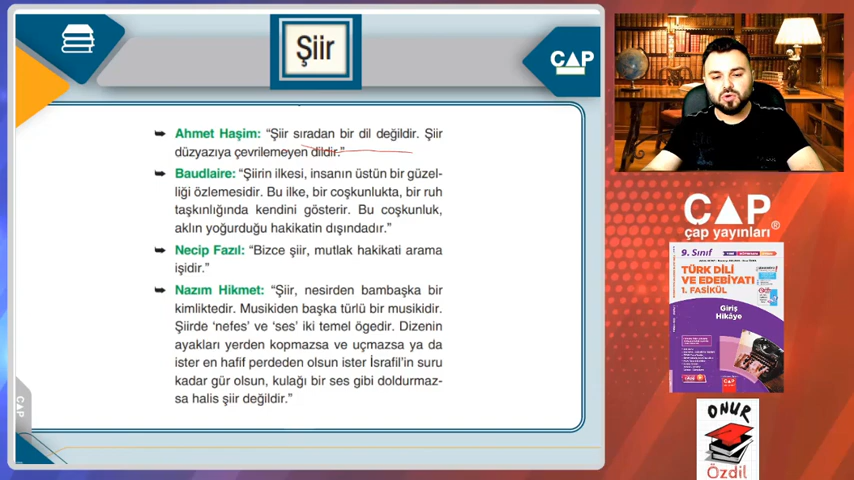 Şiir
CAP
Ahmet Haşim: “Şiir sıradan bir dil değildir. Şiir
düzyazıya çevrilemeyen dildir.”
Baudlaire: “Şiirin ilkesi, insanın üstün bir güzel-
liği özlemesidir. Bu ilke, bir coşkunlukta, bir ruh
taşkınlığında kendini gösterir. Bu coşkunluk,
aklın yoğurduğu hakikatin dışındadır.”
Necip Fazıl: “Bizce şiir, mutlak hakikati arama
işidir.”
Nazım Hikmet: “Şiir, nesirden bambaşka bir
kimliktedir. Musikiden başka türlü bir musikidir.
Şiirde ‘nefes’ ve ‘ses’ iki temel ögedir. Dizenin
ayakları yerden kopmazsa ve uçmazsa ya da
ister en hafif perdeden olsun ister İsrafil’in suru
kadar gür olsun, kulağı bir ses gibi doldurmaz-
sa halis şiir değildir.”
CAP
CAP
çap yayınları®
9. Sınıf
TÜRK DİLİ
VE EDEBİYATI
1. FASİKÜL
Giriş
Hikâye
ONUR
Özdil